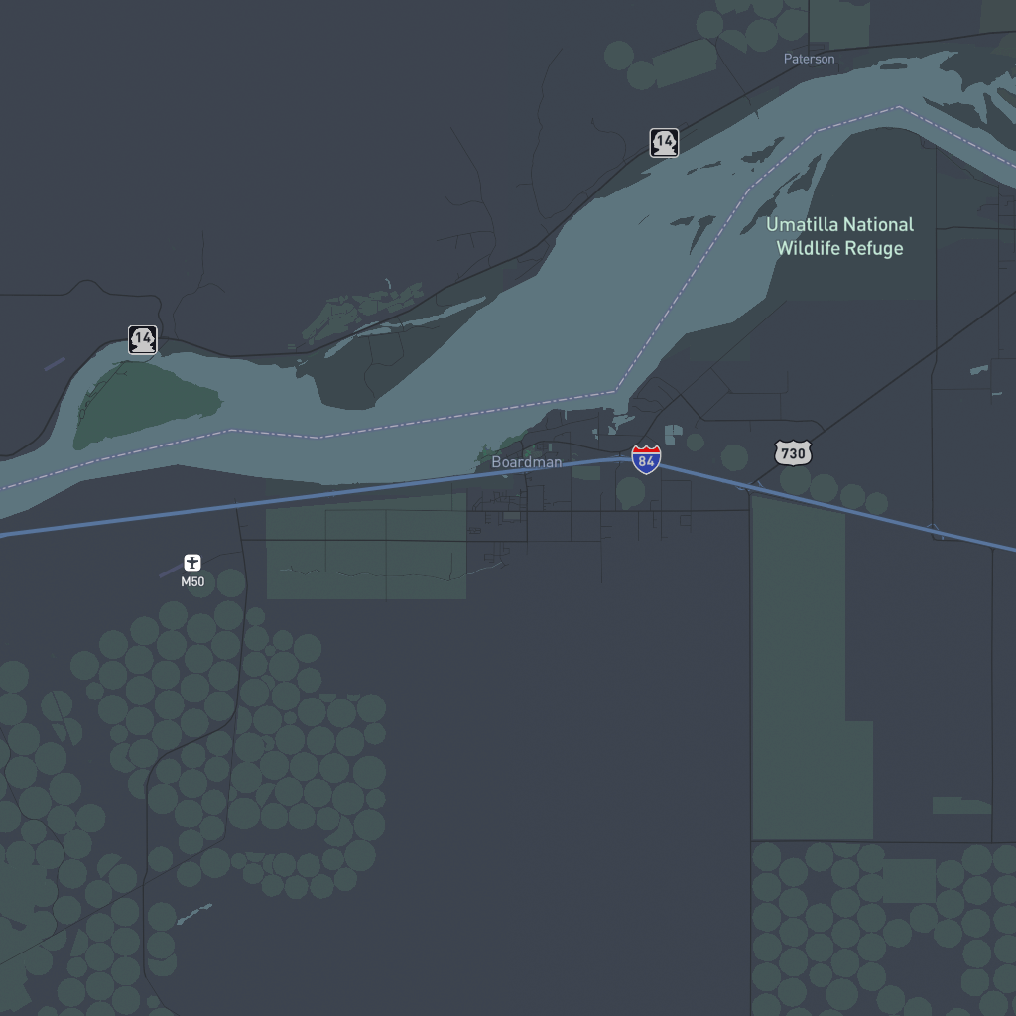 Paterson
14
Umatilla National
Wildlife Refuge
14
Boardman
84
730
M50